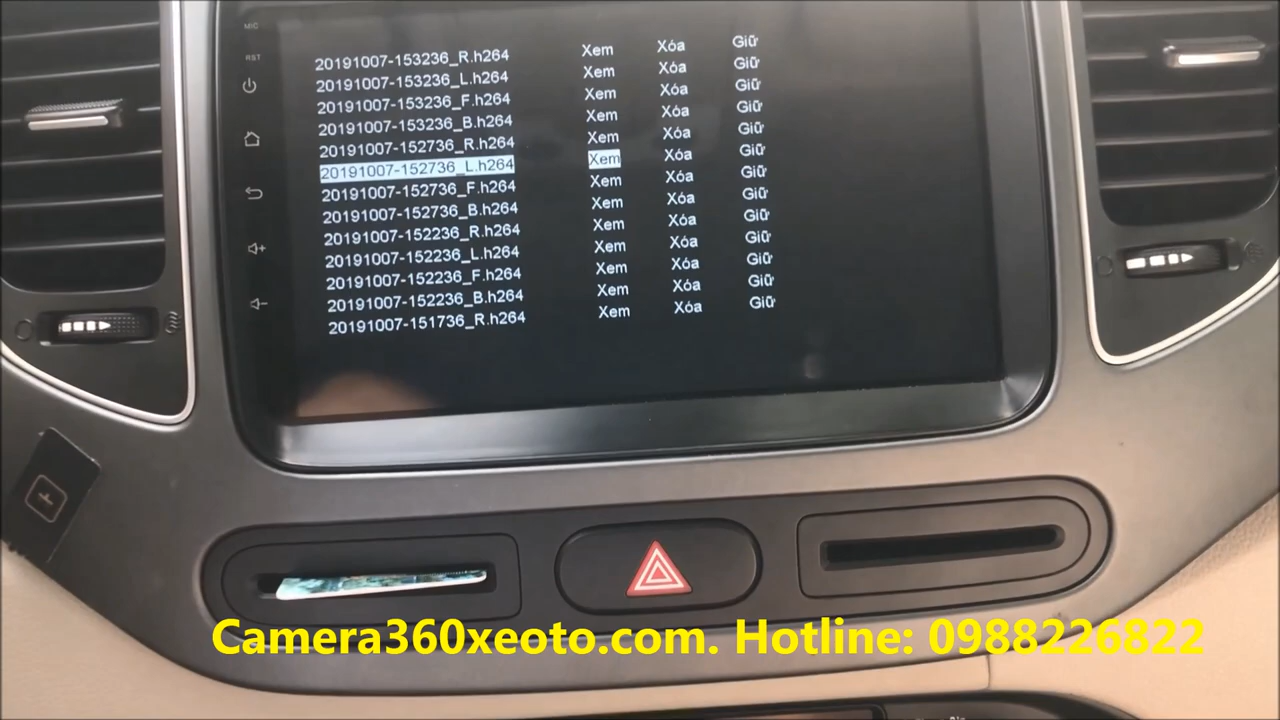 MIC
RST
20191007-153236_R.h264 Xem Xóa Giữ
20191007-153236_L.h264 Xem Xóa Giữ
20191007-153236_F.h264 Xem Xóa Giữ
20191007-153236_B.h264 Xem Xóa Giữ
20191007-152736_R.h264 Xem Xóa Giữ
20191007-152736_L.h264 Xem Xóa Giữ
20191007-152736_F.h264 Xem Xóa Giữ
20191007-152736_B.h264 Xem Xóa Giữ
20191007-152236_R.h264 Xem Xóa Giữ
20191007-152236_L.h264 Xem Xóa Giữ
20191007-152236_F.h264 Xem Xóa Giữ
20191007-152236_B.h264 Xem Xóa Giữ
20191007-151736_R.h264 Xem Xóa Giữ
Camera360xeoto.com. Hotline: 0988226822